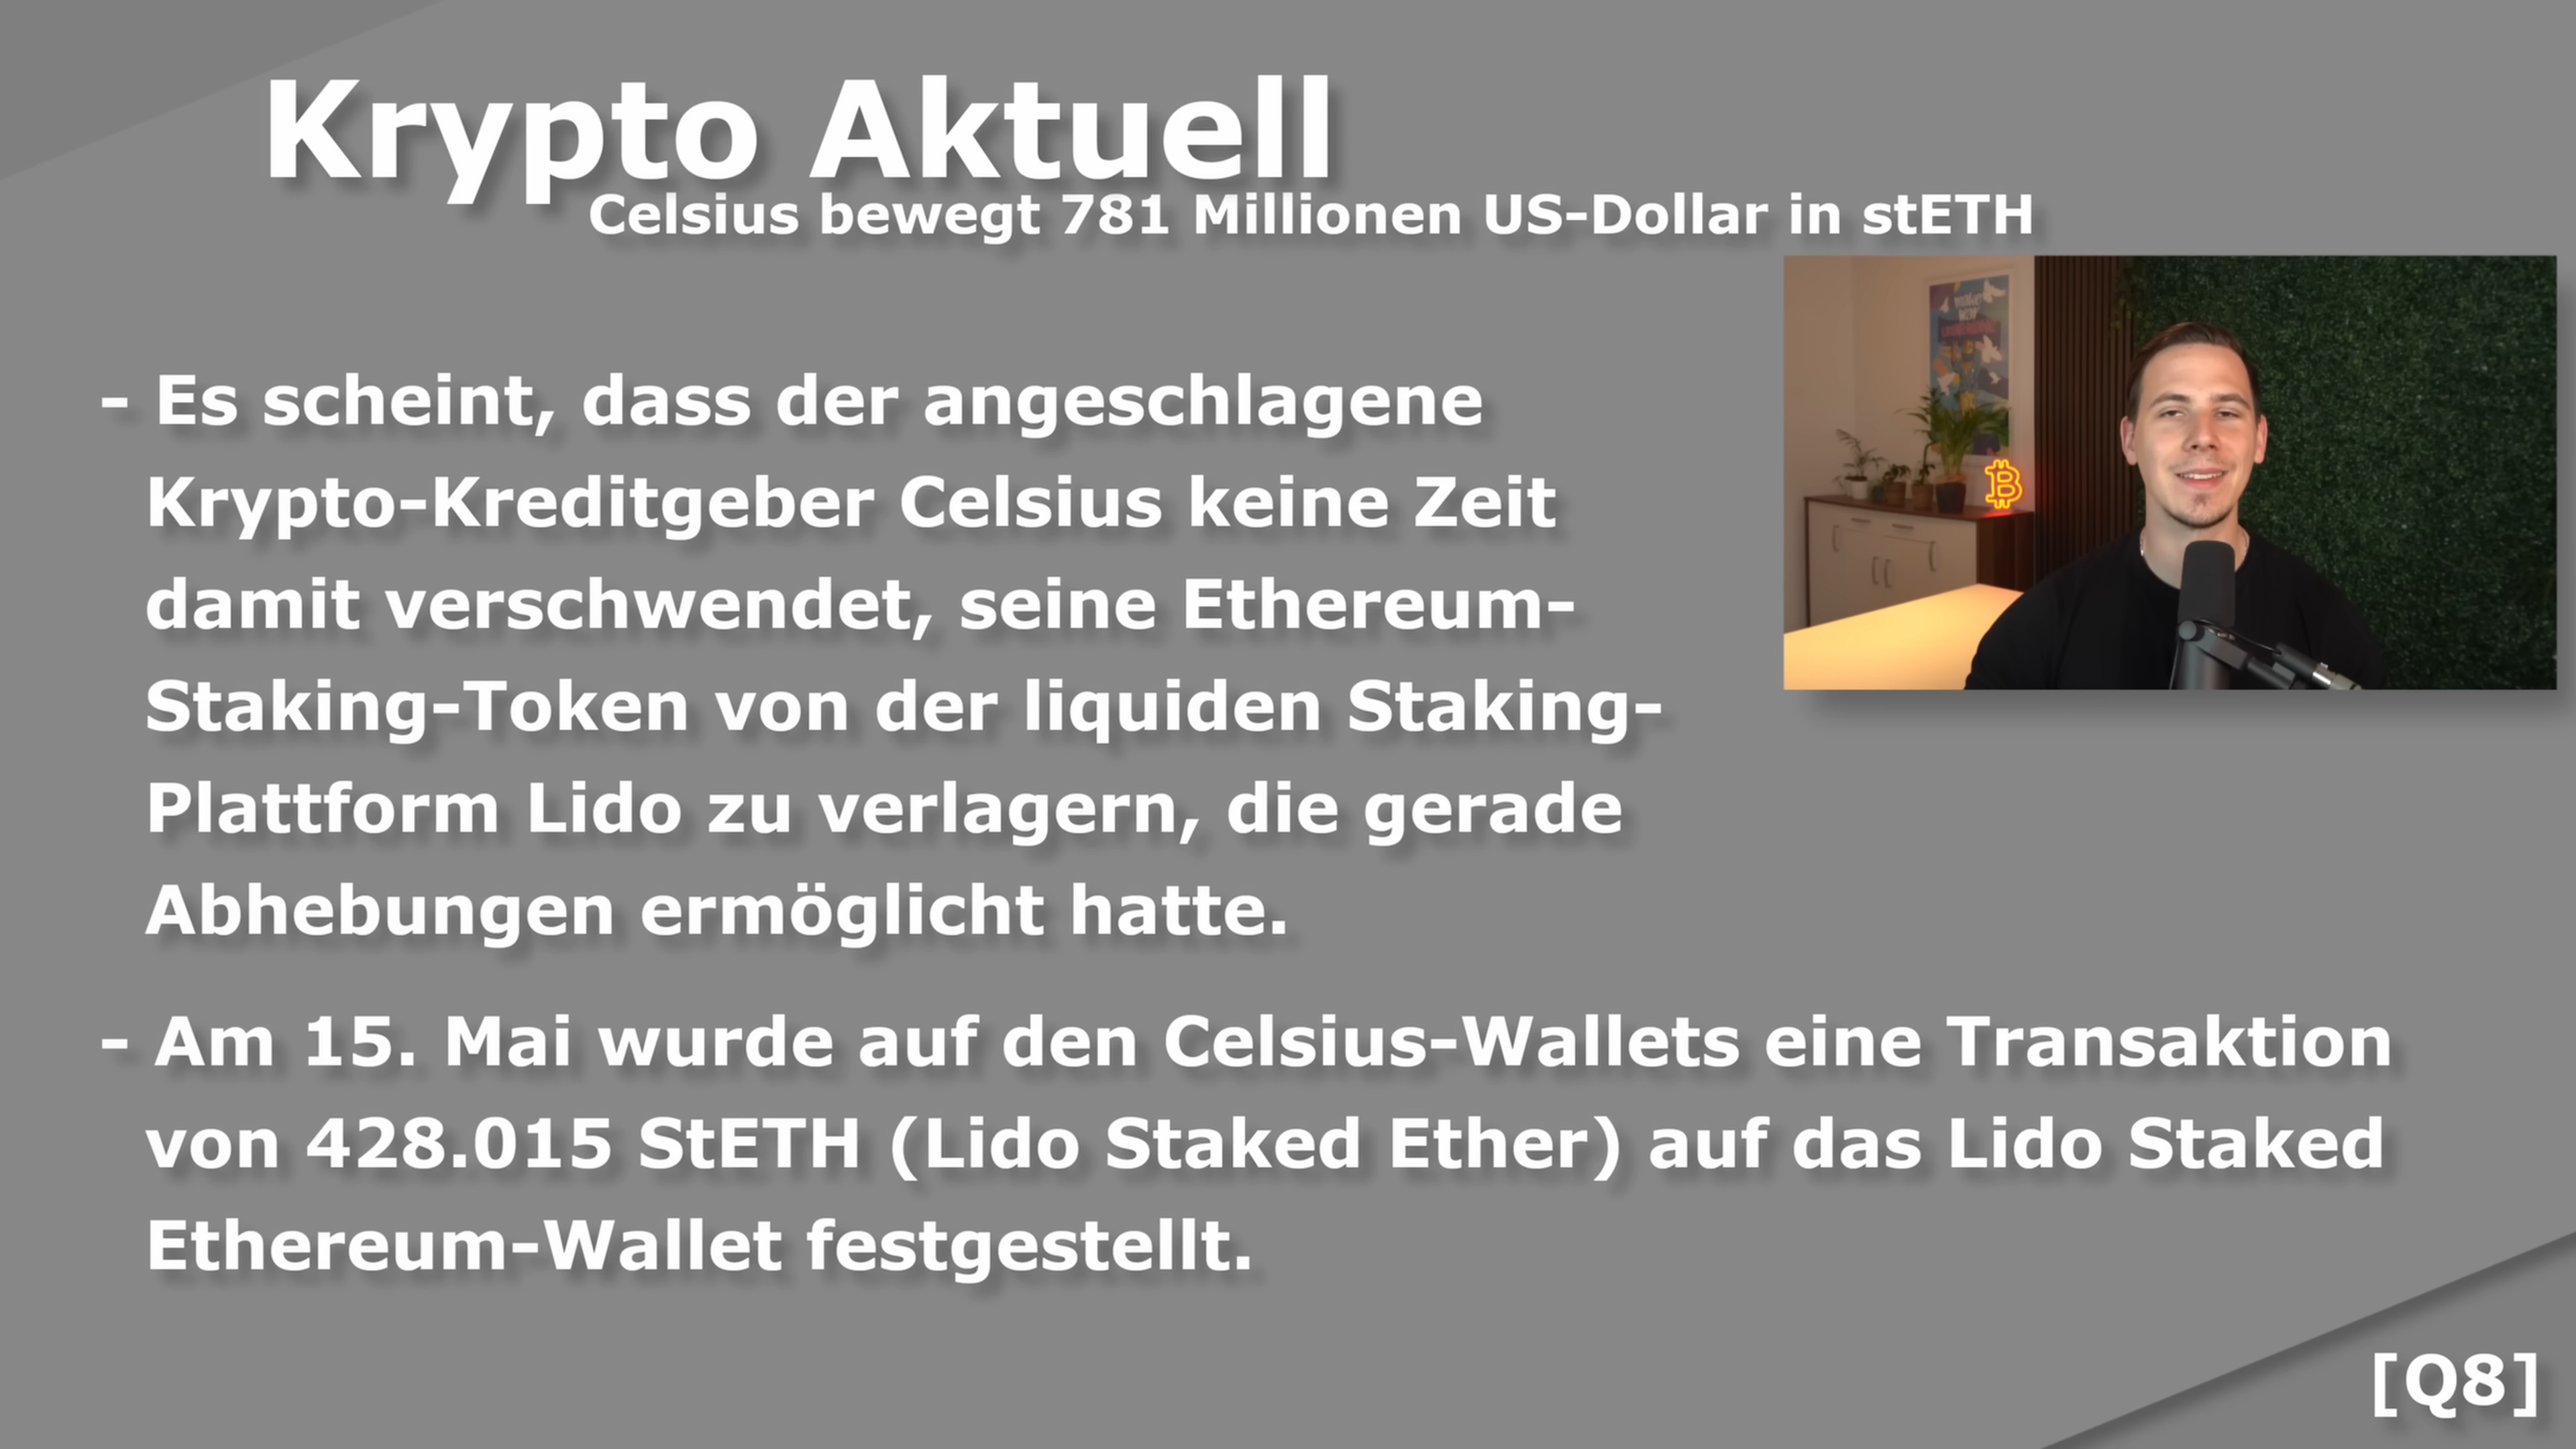 Krypto Aktuell
Celsius bewegt 781 Millionen US-Dollar in stETH
- Es scheint, dass der angeschlagene
Krypto-Kreditgeber Celsius keine Zeit
damit verschwendet, seine Ethereum-
Staking-Token von der liquiden Staking-
Plattform Lido zu verlagern, die gerade
Abhebungen ermöglicht hatte.
- Am 15. Mai wurde auf den Celsius-Wallets eine Transaktion
von 428.015 StETH (Lido Staked Ether) auf das Lido Staked
Ethereum-Wallet festgestellt.
[Q8]